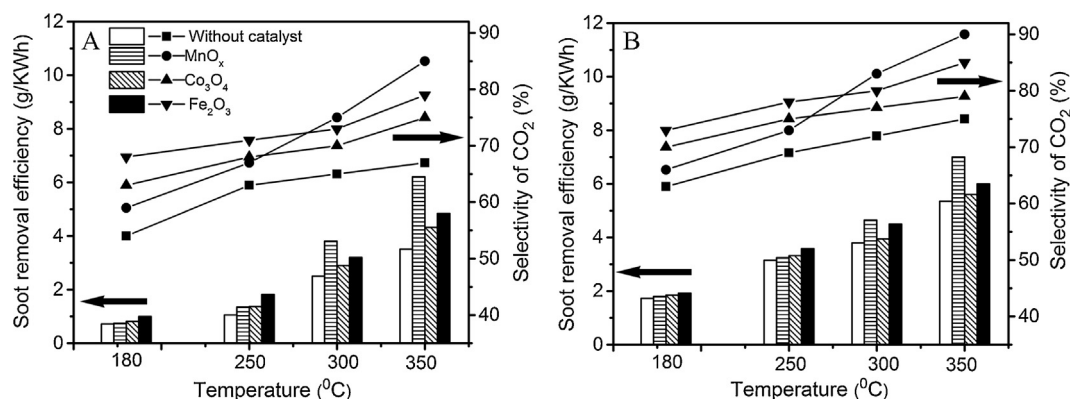 A
Without catalyst
MnOx
Co3O4
Fe2O3
Soot removal efficiency (g/KWh)
12
10
8
6
4
2
0
180 250 300 350
Temperature (⁰C)
90
80
70
60
50
40
Selectivity of CO2 (%)
B
Soot removal efficiency (g/KWh)
12
10
8
6
4
2
0
180 250 300 350
Temperature (⁰C)
90
80
70
60
50
40
Selectivity of CO2 (%)